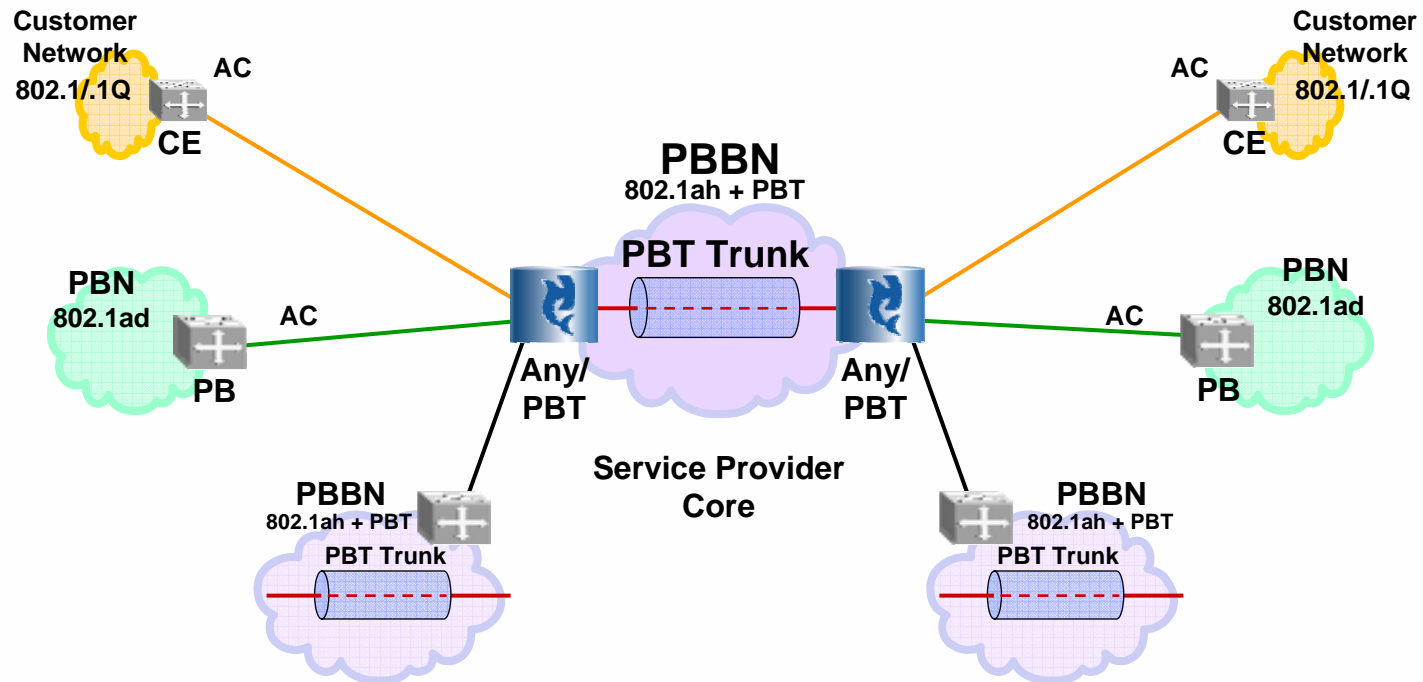 Customer
Network
802.1/.1Q
AC
CE
Customer
Network
802.1/.1Q
AC
CE
PBBN
802.1ah + PBT
PBT Trunk
PBN
802.1ad
AC
PB
PBN
802.1ad
AC
PB
Any/
PBT
Any/
PBT
Service Provider
Core
PBBN
802.1ah + PBT
PBT Trunk
PBBN
802.1ah + PBT
PBT Trunk